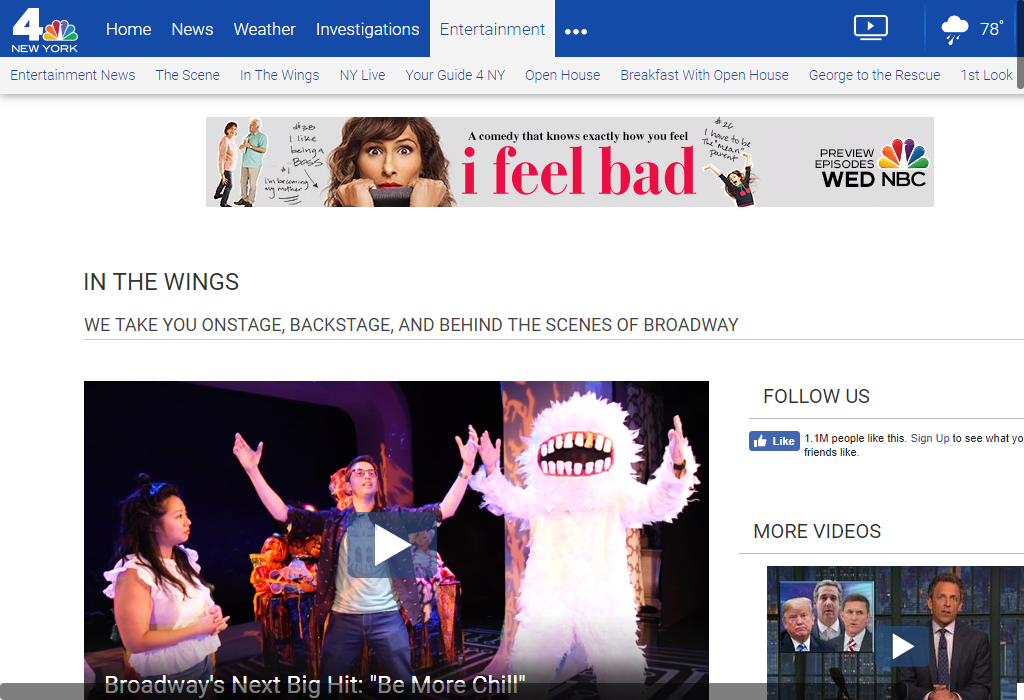 4
NEW YORK
Home
News
Weather
Investigations
Entertainment
78°
Entertainment News
The Scene
In The Wings
NY Live
Your Guide 4 NY
Open House
Breakfast With Open House
George to the Rescue
1st Look
#28
I like
being a
BOSS
#1
I'm becoming
my mother
A comedy that knows exactly how you feel
i feel bad
#26
I have to be
The "mean"
parent
PREVIEW
EPISODES
WED NBC
IN THE WINGS
WE TAKE YOU ONSTAGE, BACKSTAGE, AND BEHIND THE SCENES OF BROADWAY
FOLLOW US
Like
1.1M people like this. Sign Up to see what yo
friends like.
MORE VIDEOS
Broadway's Next Big Hit: "Be More Chill"